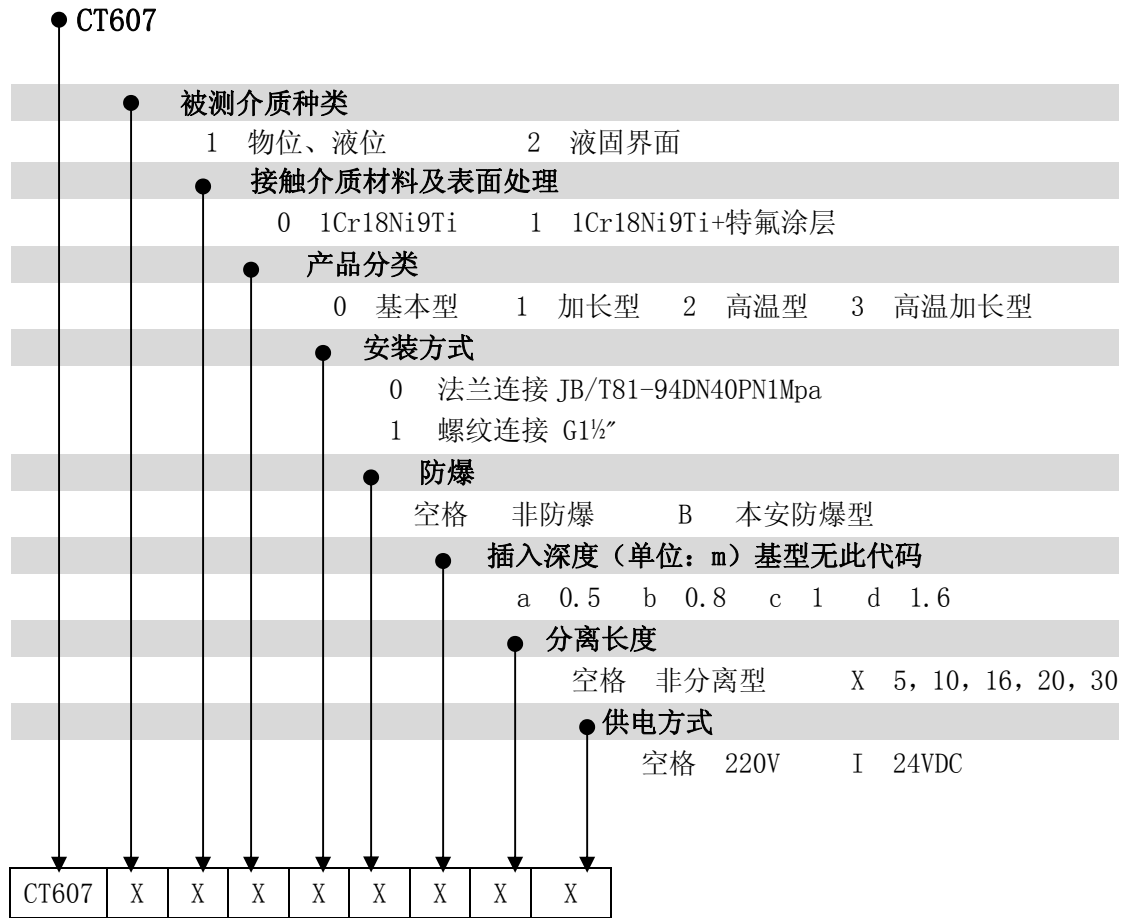 CT607
被测介质种类
1 物位、液位 2 液固界面
接触介质材料及表面处理
0 1Cr18Ni9Ti 1 1Cr18Ni9Ti+特氟涂层
产品分类
0 基本型 1 加长型 2 高温型 3 高温加长型
安装方式
0 法兰连接 JB/T81-94DN40PN1Mpa
1 螺纹连接 G1½″
防爆
空格 非防爆 B 本安防爆型
插入深度（单位：m）基型无此代码
a 0.5 b 0.8 c 1 d 1.6
分离长度
空格 非分离型 X 5，10，16，20，30
供电方式
空格 220V I 24VDC
CT607 X X X X X X X X